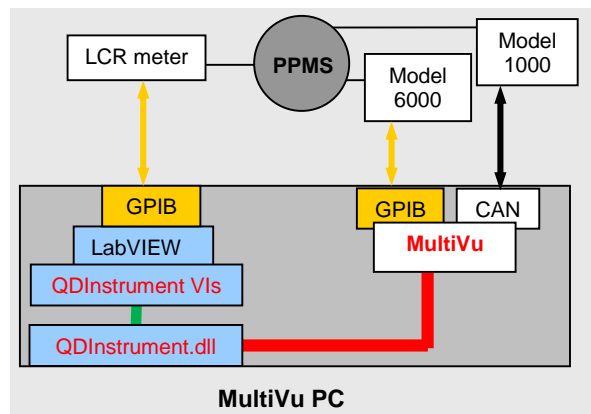 LCR meter
PPMS
Model
6000
Model
1000
GPIB
LabVIEW
QDInstrument VIs
QDInstrument.dll
GPIB
CAN
MultiVu
MultiVu PC